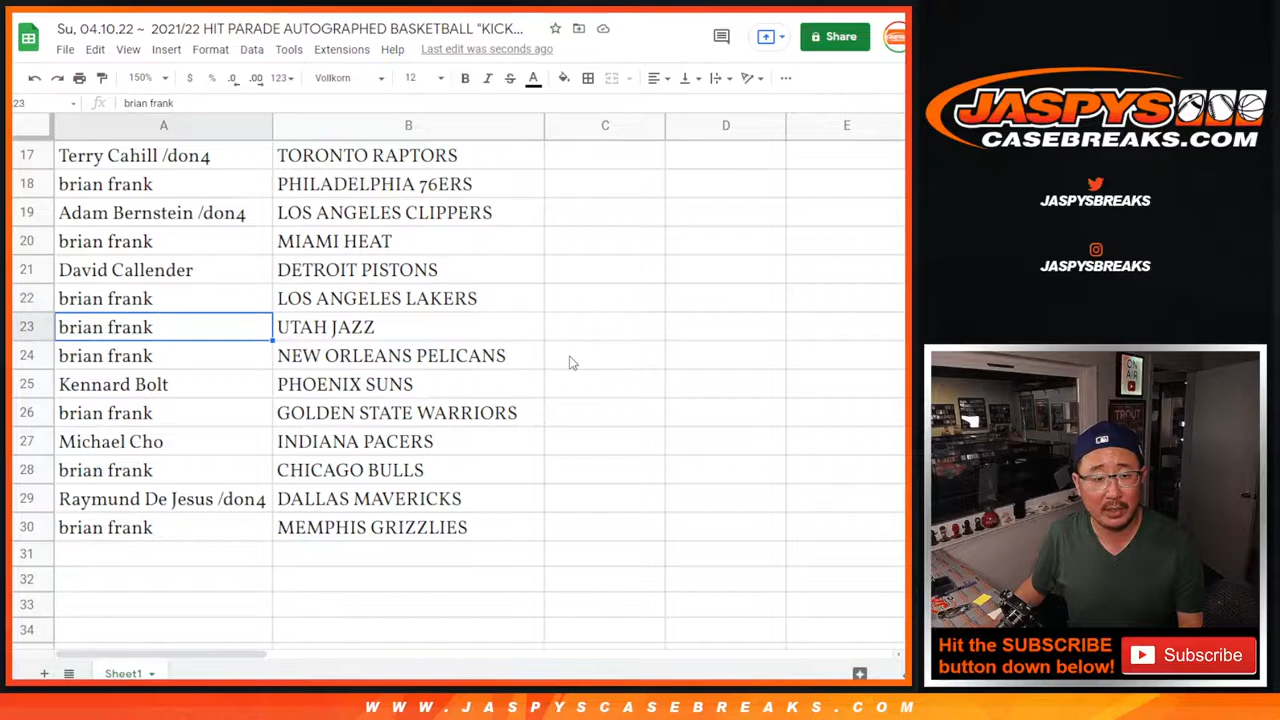 Su, 04.10.22 ~ 2021/22 HIT PARADE AUTOGRAPHED BASKETBALL "KICK...
File Edit View Insert Format Data Tools Extensions Help Last edit was seconds ago
Share
150% $ % .0 .00 123 Vollkorn 12 B I S A
23 fx brian frank
A B C D E
17 Terry Cahill /don4 TORONTO RAPTORS
18 brian frank PHILADELPHIA 76ERS
19 Adam Bernstein /don4 LOS ANGELES CLIPPERS
20 brian frank MIAMI HEAT
21 David Callender DETROIT PISTONS
22 brian frank LOS ANGELES LAKERS
23 brian frank UTAH JAZZ
24 brian frank NEW ORLEANS PELICANS
25 Kennard Bolt PHOENIX SUNS
26 brian frank GOLDEN STATE WARRIORS
27 Michael Cho INDIANA PACERS
28 brian frank CHICAGO BULLS
29 Raymund De Jesus /don4 DALLAS MAVERICKS
30 brian frank MEMPHIS GRIZZLIES
31
32
33
34
Sheet1
JASPYS
CASEBREAKS.COM
JASPYSBREAKS
JASPYSBREAKS
ON AIR
TROUT
Hit the SUBSCRIBE
button down below!
Subscribe
WWW.JASPYSCASEBREAKS.COM